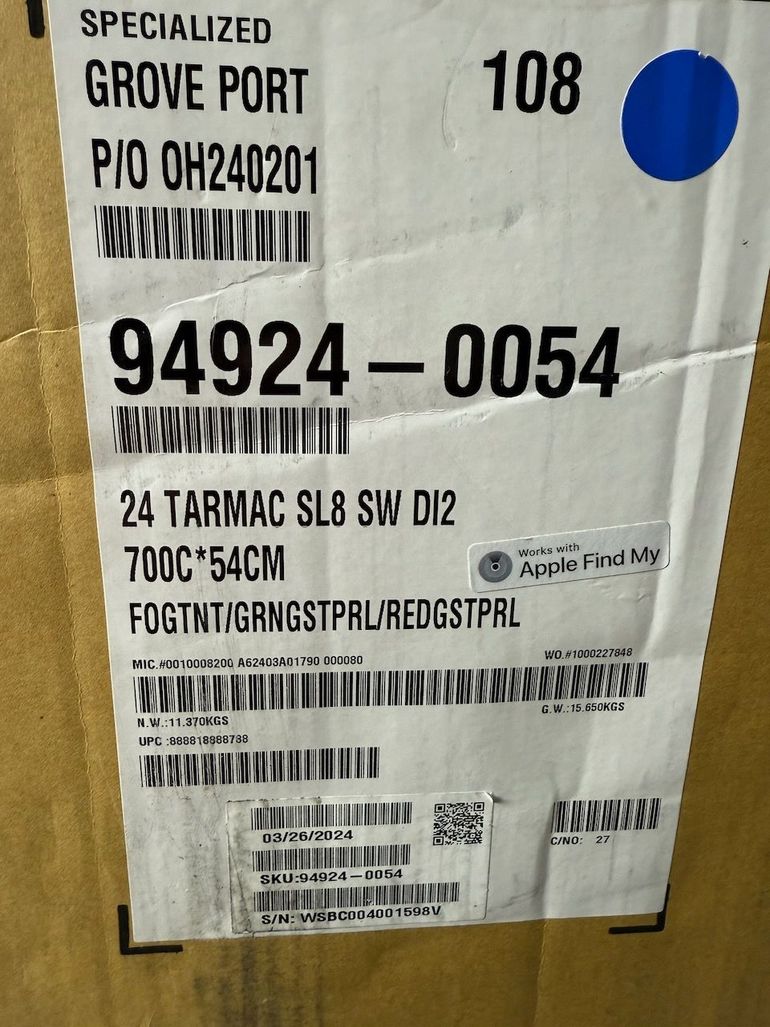 SPECIALIZED
GROVE PORT
108
P/O OH240201
94924-0054
24 TARMAC SL8 SW DI2
700C*54CM
Works with
Apple Find My
FOGTNT/GRNGSTPRL/REDGSTPRL
MIC.#0010008200 A62403A01790 000080
WO.#1000227848
N.W.:11.370KGS
G.W.:15.650KGS
UPC :888818888788
03/26/2024
C/NO: 27
SKU:94924-0054
S/N: WSBC004001598V